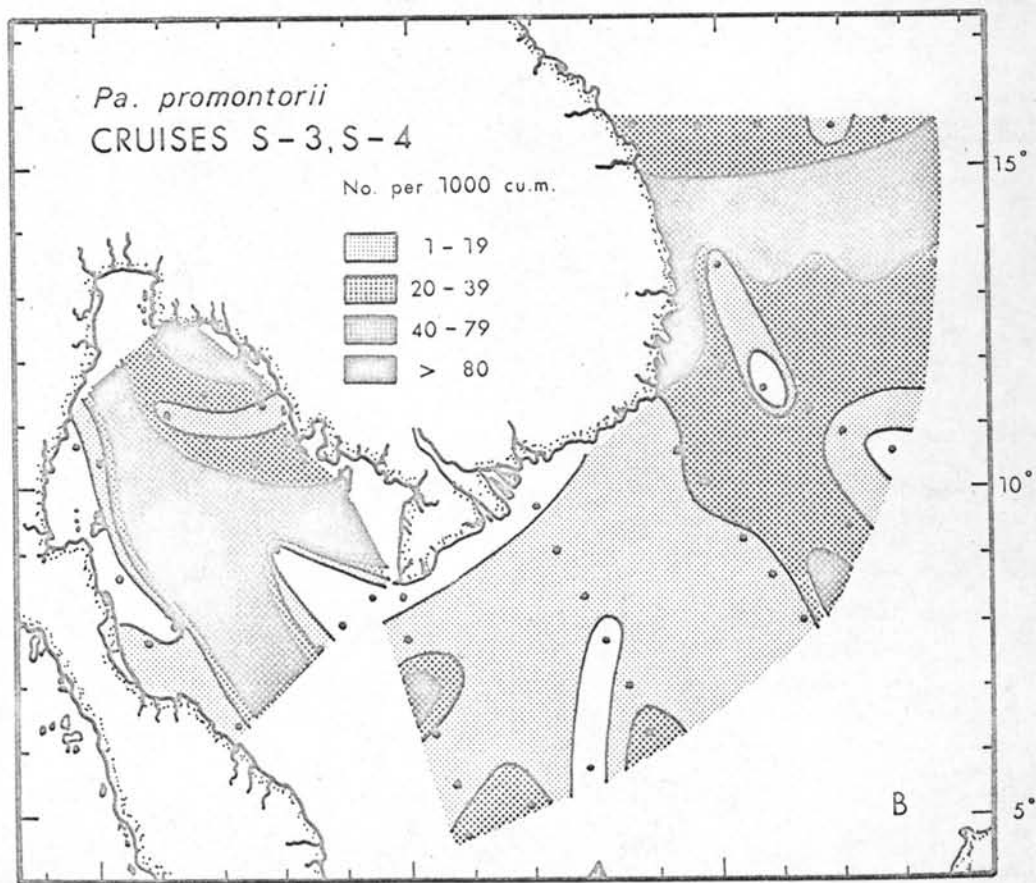 Pa. promontorii
CRUISES S-3, S-4
No. per 1000 cu.m.
1 - 19
20 - 39
40 - 79
> 80
15°
10°
5°
B